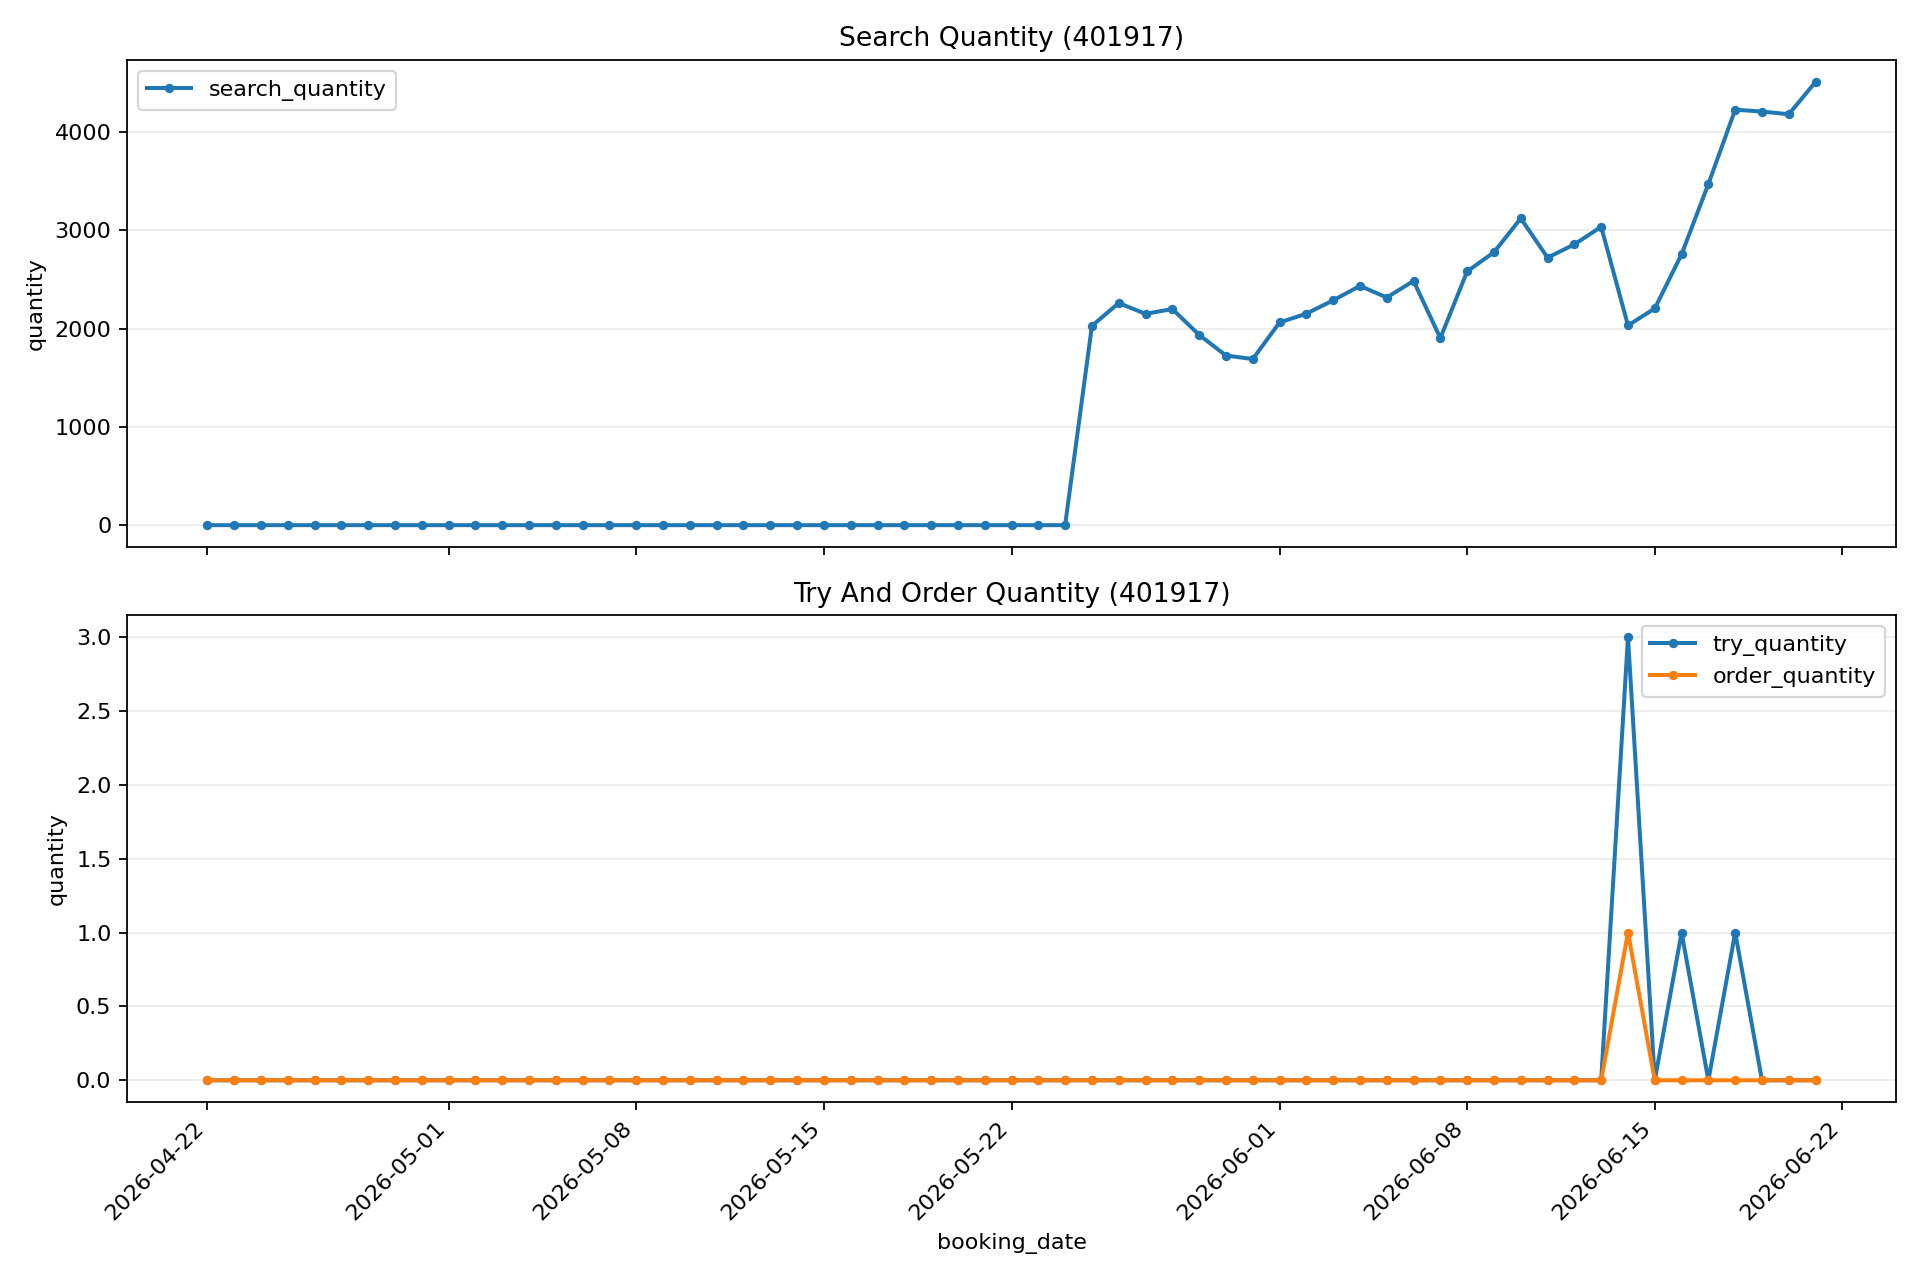 Search Quantity (401917)
search_quantity
4000
3000
2000
1000
0
quantity
Try And Order Quantity (401917)
try_quantity
order_quantity
3.0
2.5
2.0
1.5
1.0
0.5
0.0
quantity
2026-04-22
2026-05-01
2026-05-08
2026-05-15
2026-05-22
2026-06-01
2026-06-08
2026-06-15
2026-06-22
booking_date